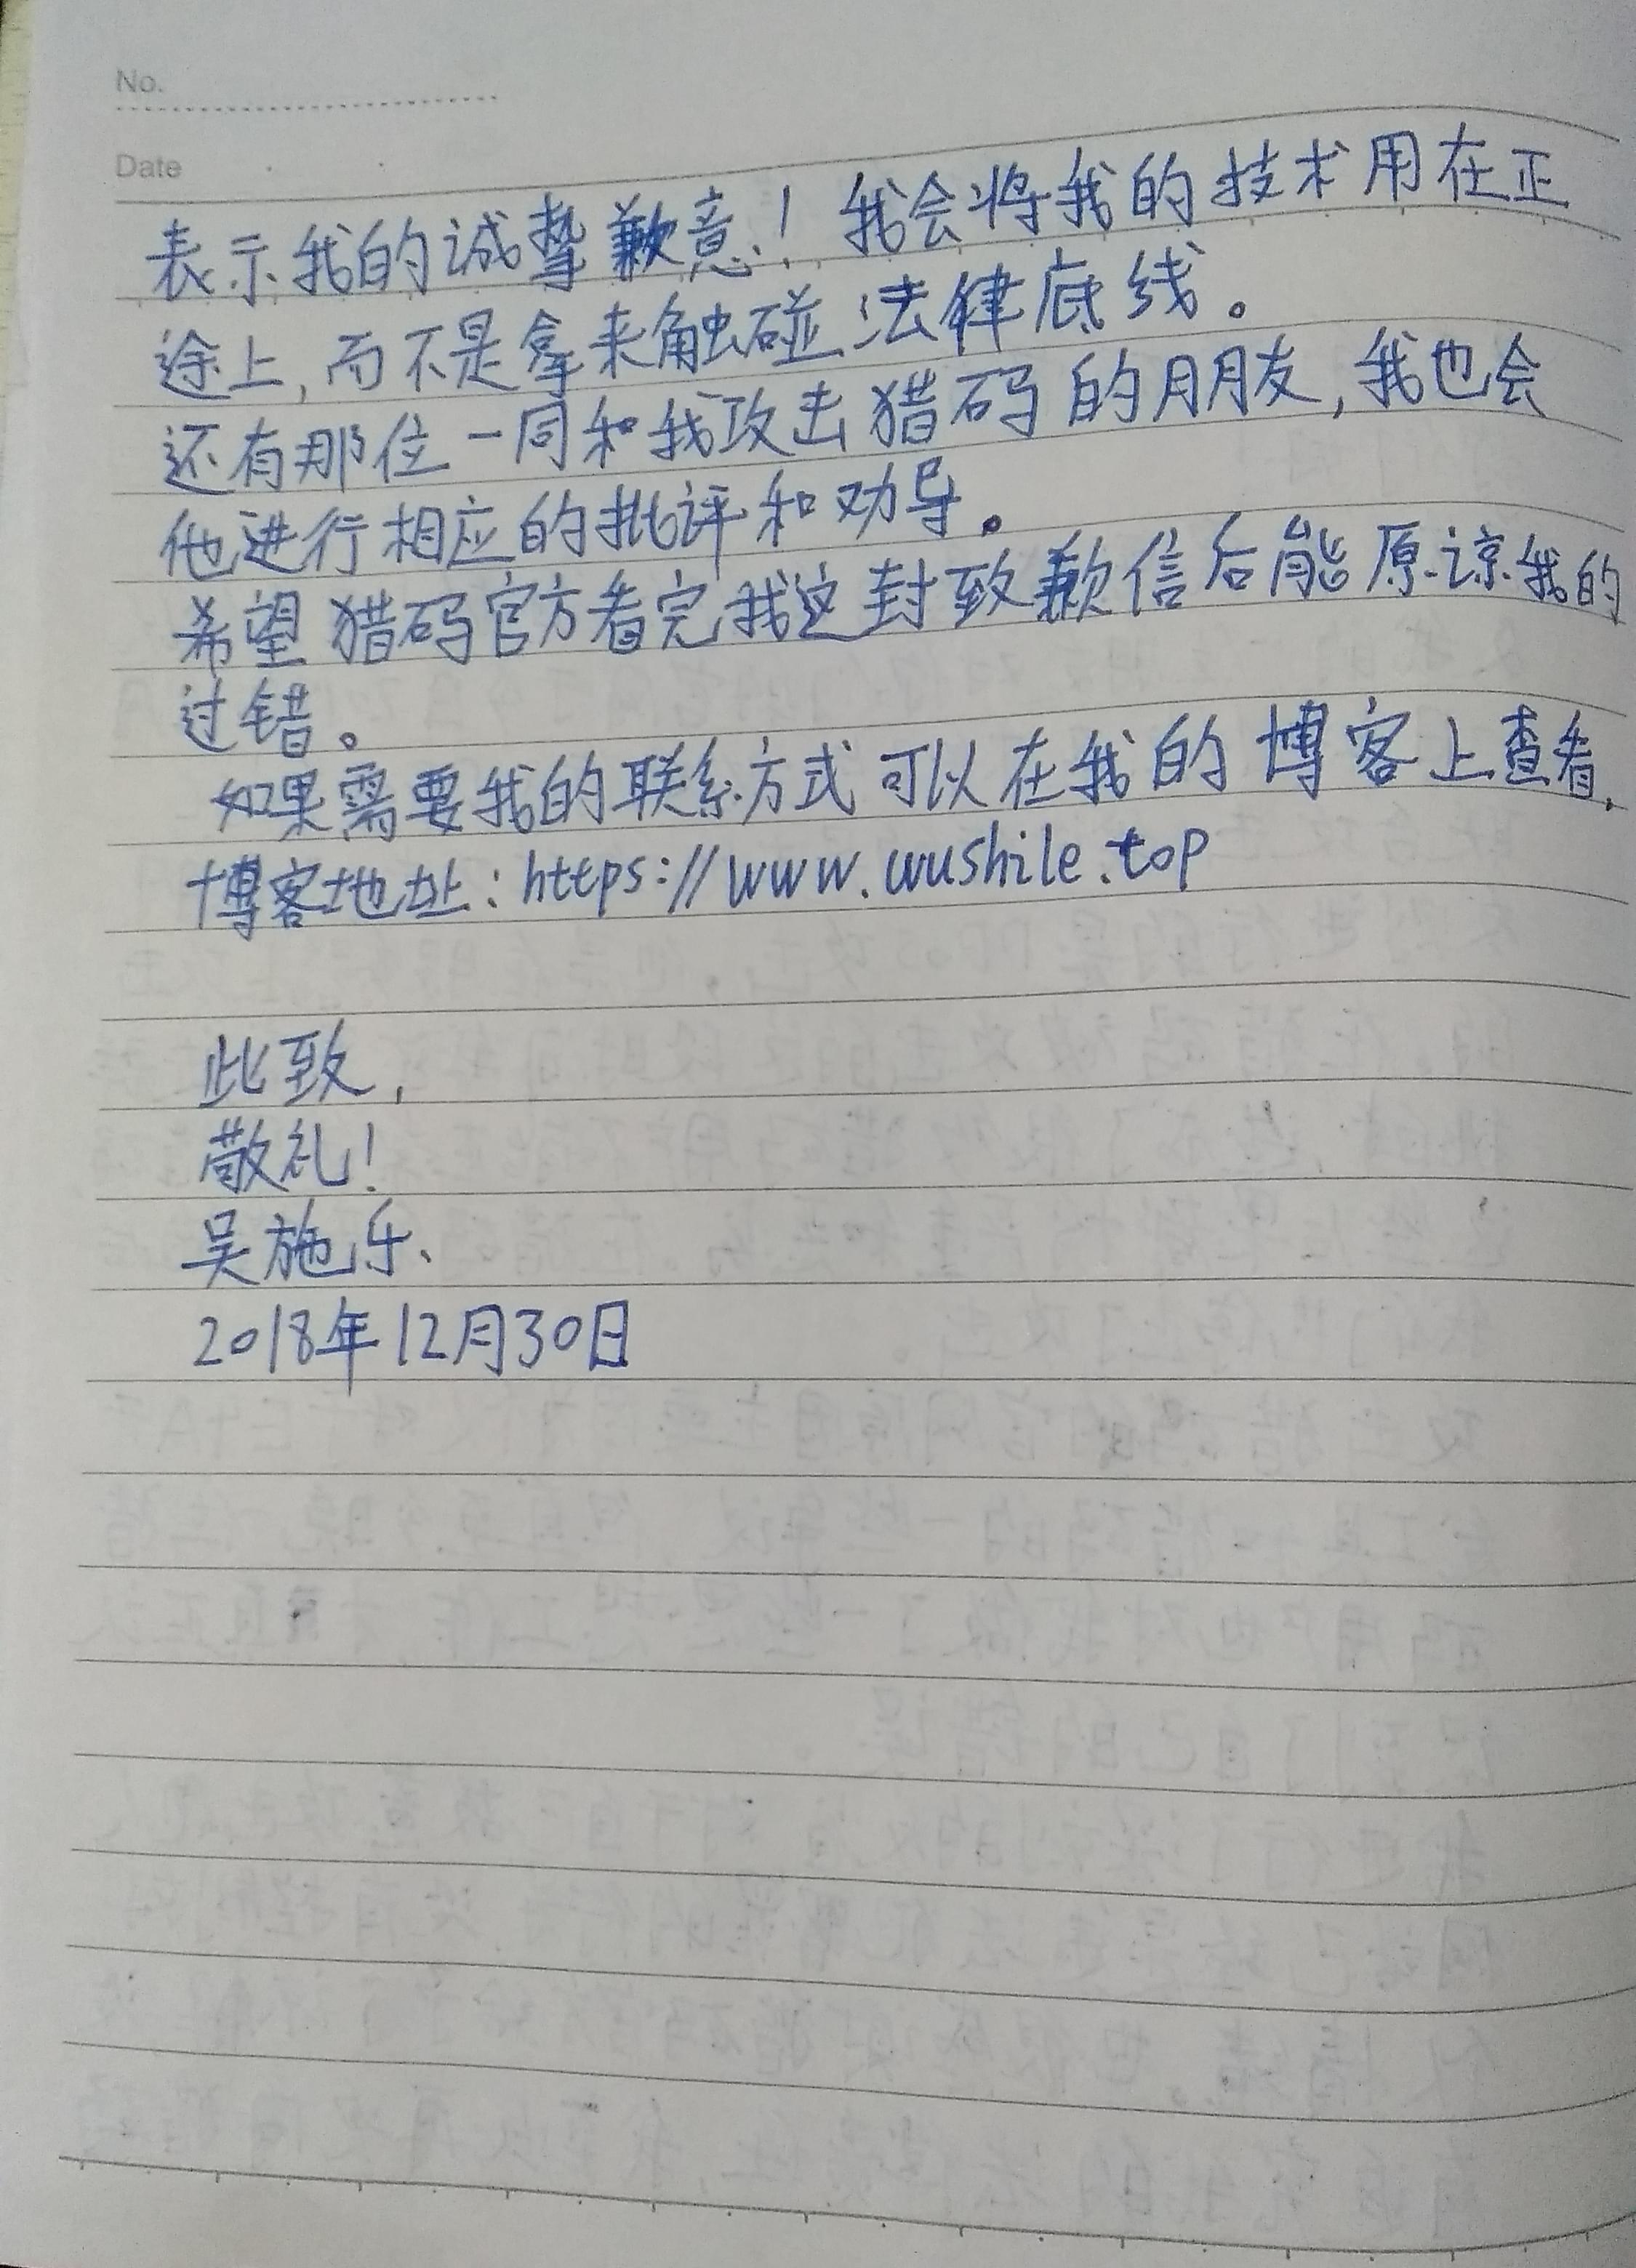 No.
Date
表示我的诚挚歉意！我会将我的技术用在正
途上，而不是拿来触碰法律底线。
还有那位一同和我攻击猎码的朋友，我也会
他进行相应的批评和劝导。
希望猎码官方看完我这封致歉信后能原谅我的
过错。
如果需要我的联系方式可以在我的博客上查看，
博客地址：https://www.wushile.top
此致，
敬礼！
吴施乐、
2018年12月30日